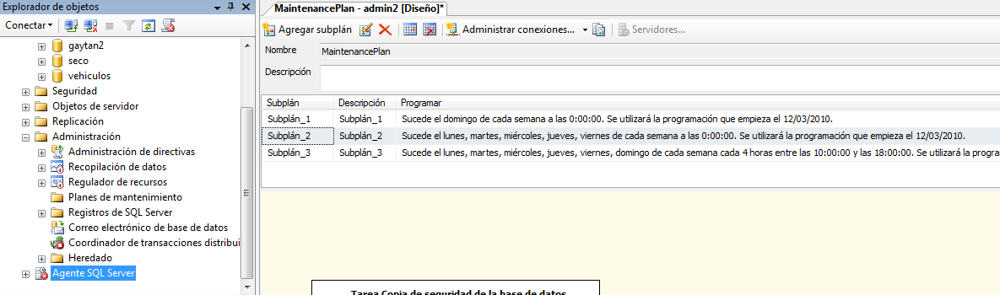 Explorador de objetos
Conectar
gaytan2
seco
vehiculos
Seguridad
Objetos de servidor
Replicación
Administración
Administración de directivas
Recopilación de datos
Regulador de recursos
Planes de mantenimiento
Registros de SQL Server
Correo electrónico de base de datos
Coordinador de transacciones distribui
Heredado
Agente SQL Server
MaintenancePlan - admin2 [Diseño]*
Agregar subplán Administrar conexiones... Servidores...
Nombre MaintenancePlan
Descripción
Subplán Descripción Programar
Subplán_1 Subplán_1 Sucede el domingo de cada semana a las 0:00:00. Se utilizará la programación que empieza el 12/03/2010.
Subplán_2 Subplán_2 Sucede el lunes, martes, miércoles, jueves, viernes de cada semana a las 0:00:00. Se utilizará la programación que empieza el 12/03/2010.
Subplán_3 Subplán_3 Sucede el lunes, martes, miércoles, jueves, viernes, domingo de cada semana cada 4 horas entre las 10:00:00 y las 18:00:00. Se utilizará la progra
Tarea Copia de seguridad de la base de datos